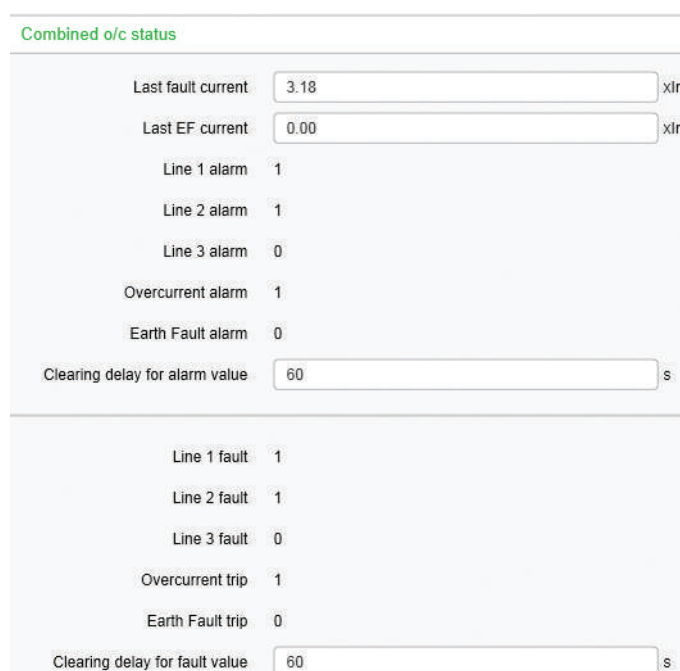 Combined o/c status
Last fault current 3.18 xIn
Last EF current 0.00 xIn
Line 1 alarm 1
Line 2 alarm 1
Line 3 alarm 0
Overcurrent alarm 1
Earth Fault alarm 0
Clearing delay for alarm value 60 s
Line 1 fault 1
Line 2 fault 1
Line 3 fault 0
Overcurrent trip 1
Earth Fault trip 0
Clearing delay for fault value 60 s